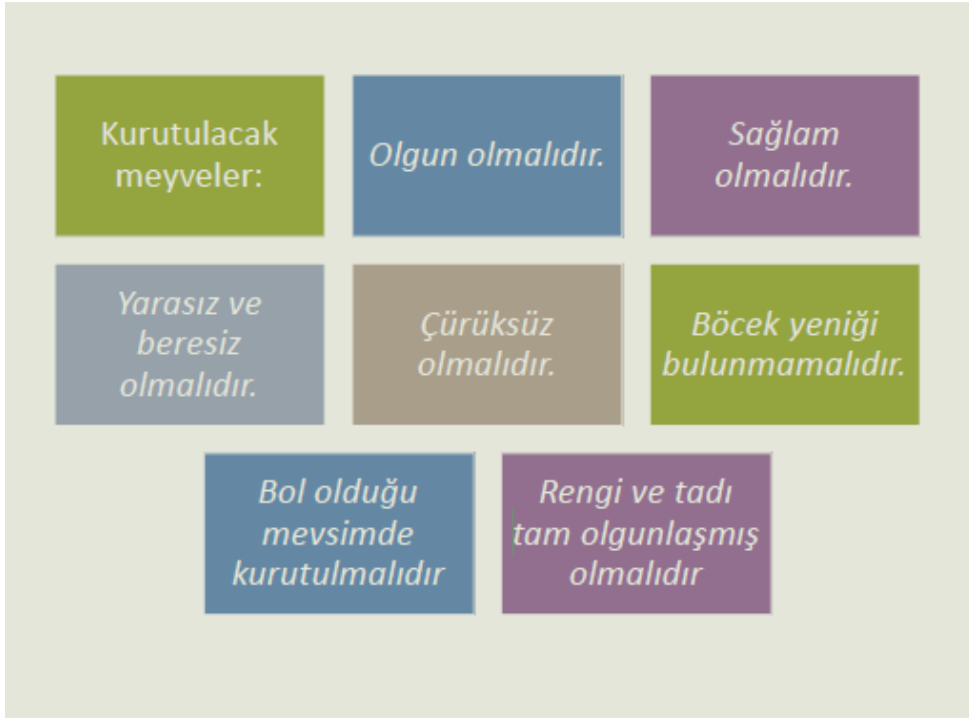 Kurutulacak
meyveler:
Olgun olmalıdır.
Sağlam
olmalıdır.
Yarasız ve
beresiz
olmalıdır.
Çürüksüz
olmalıdır.
Böcek yeniği
bulunmamalıdır.
Bol olduğu
mevsimde
kurutulmalıdır
Rengi ve tadı
tam olgunlaşmış
olmalıdır